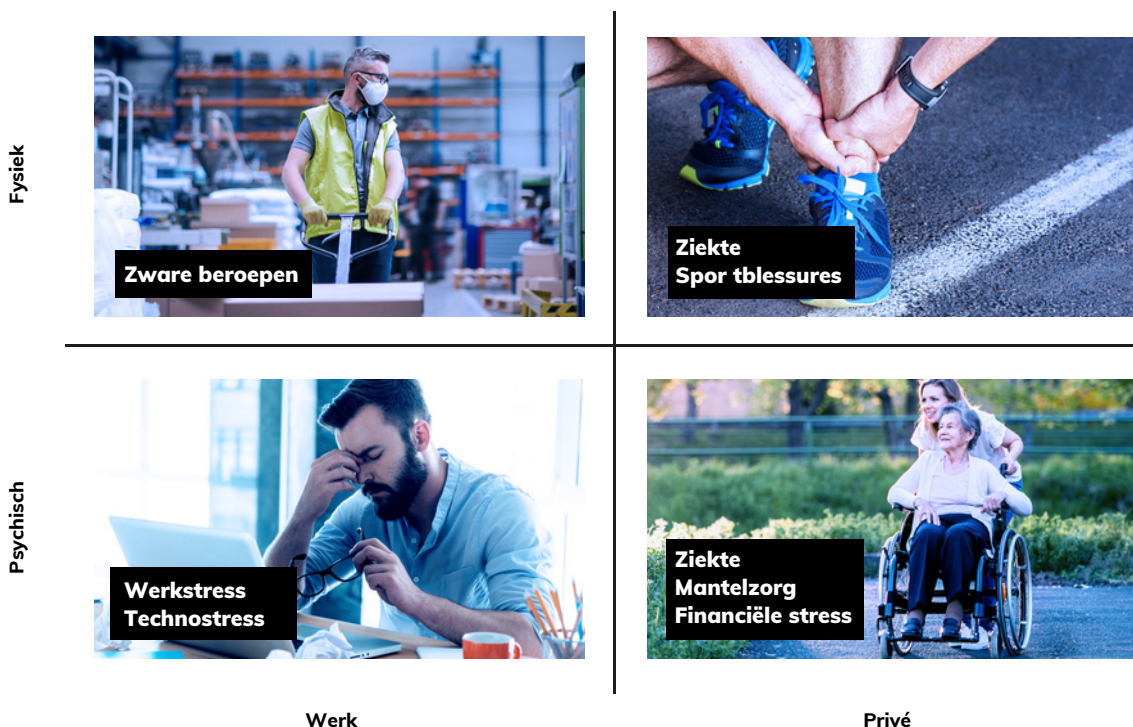 Fysiek
Zware beroepen
Ziekte
Spor tblessures
Psychisch
Werkstress
Technostress
Ziekte
Mantelzorg
Financiële stress
Werk
Privé